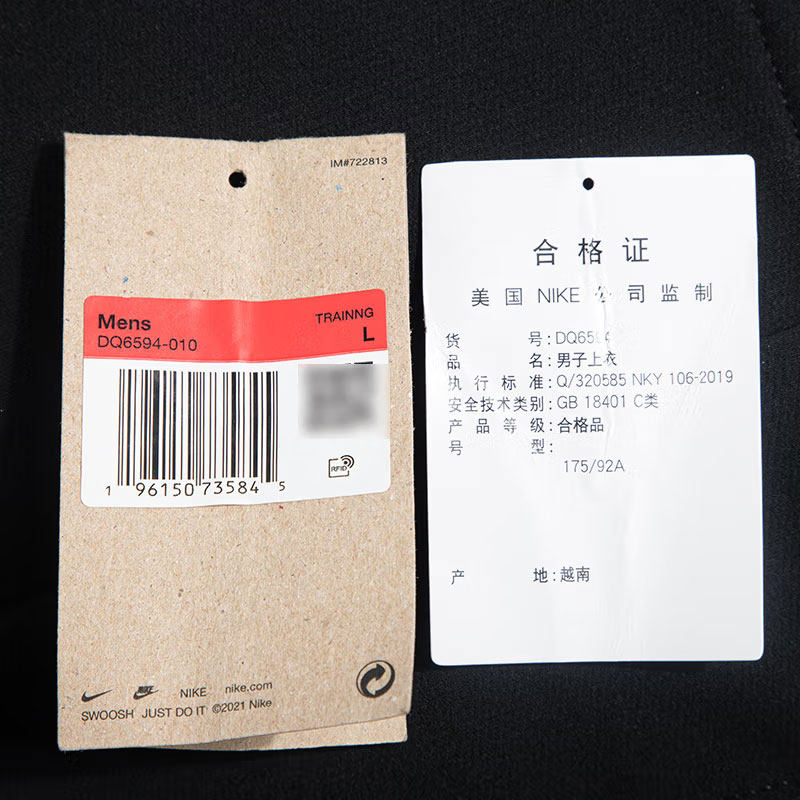 IM#722813
Mens
TRAINNG
DQ6594-010
L
RFID
1 96150 73584 5
NIKE
NIKE nike.com
SWOOSH JUST DO IT ©2021 Nike
合格证
美国 NIKE 公司监制
货 号: DQ6594
品 名: 男子上衣
执行标准: Q/320585 NKY 106-2019
安全技术类别: GB 18401 C类
产品等级: 合格品
号 型:
175/92A
产 地: 越南